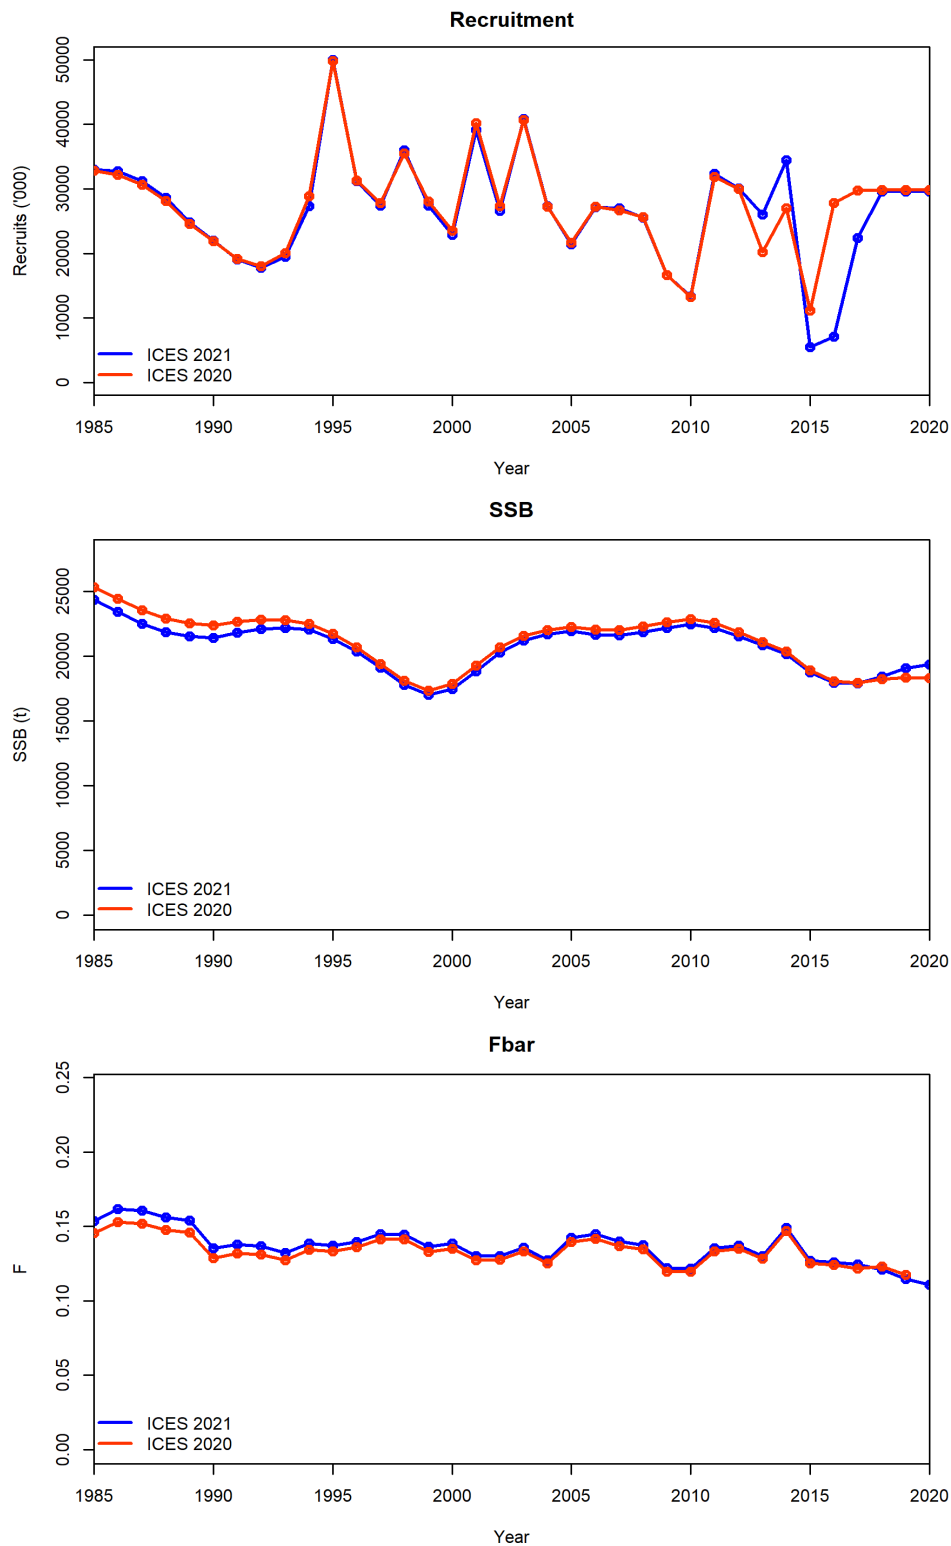 Recruitment
50000
40000
30000
20000
10000
0
Recruits ('000)
ICES 2021
ICES 2020
1985 1990 1995 2000 2005 2010 2015 2020
Year
SSB
25000
20000
15000
10000
5000
0
SSB (t)
ICES 2021
ICES 2020
1985 1990 1995 2000 2005 2010 2015 2020
Year
Fbar
0.25
0.20
0.15
0.10
0.05
0.00
F
ICES 2021
ICES 2020
1985 1990 1995 2000 2005 2010 2015 2020
Year